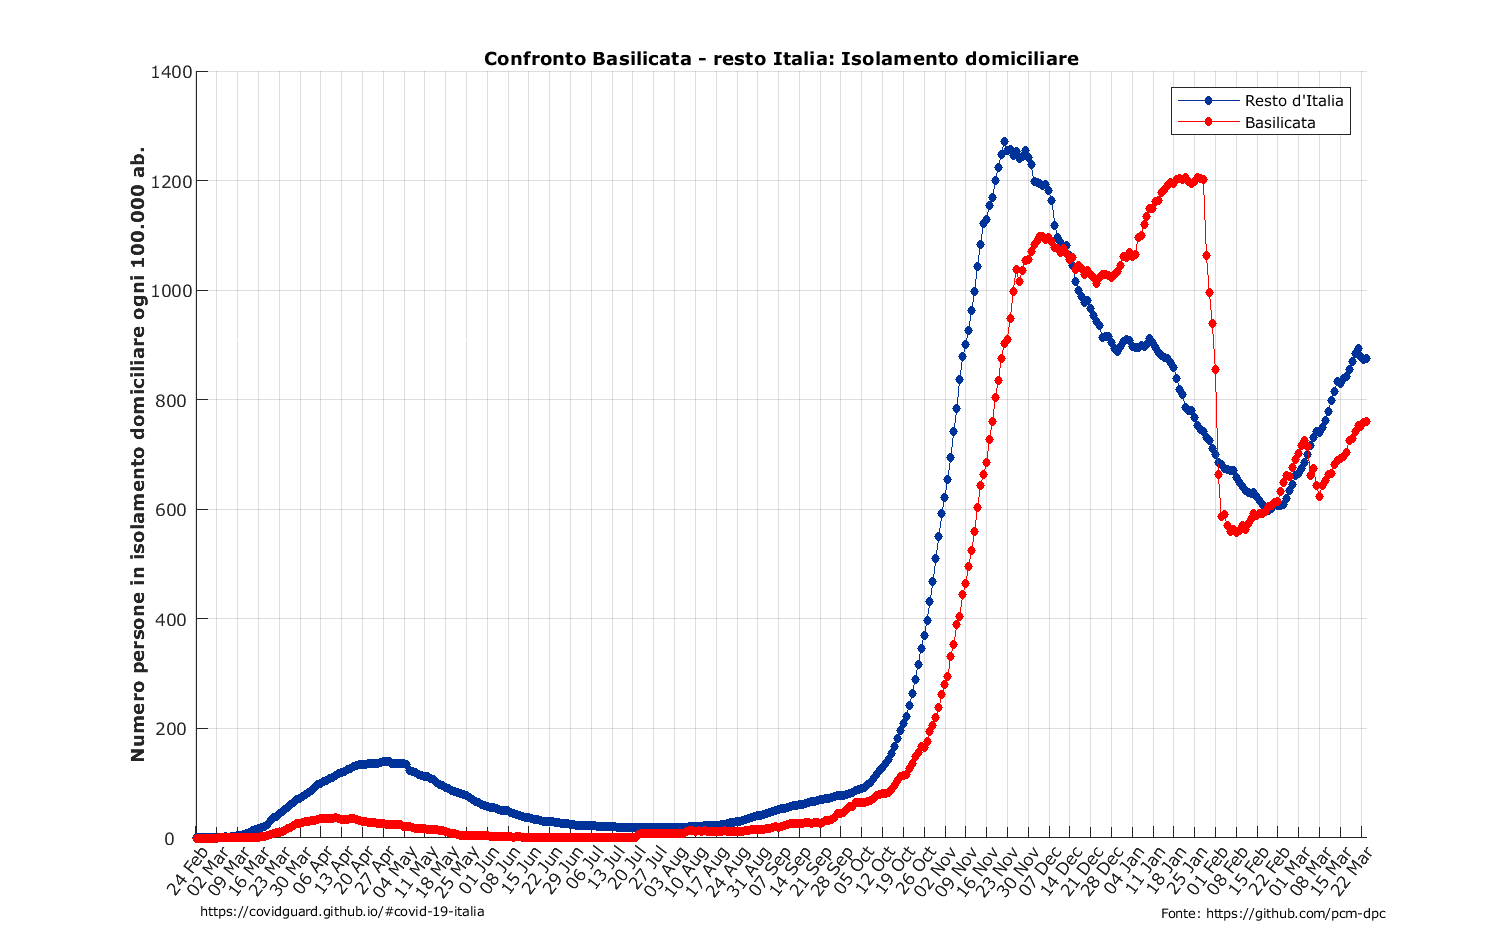 Confronto Basilicata - resto Italia: Isolamento domiciliare
Numero persone in isolamento domiciliare ogni 100.000 ab.
1400
1200
1000
800
600
400
200
0
Resto d'Italia
Basilicata
24 Feb
02 Mar
09 Mar
16 Mar
23 Mar
30 Mar
06 Apr
13 Apr
20 Apr
27 Apr
04 May
11 May
18 May
25 May
01 Jun
08 Jun
15 Jun
22 Jun
29 Jun
06 Jul
13 Jul
20 Jul
27 Jul
03 Aug
10 Aug
17 Aug
24 Aug
31 Aug
07 Sep
14 Sep
21 Sep
28 Sep
05 Oct
12 Oct
19 Oct
26 Oct
02 Nov
09 Nov
16 Nov
23 Nov
30 Nov
07 Dec
14 Dec
21 Dec
28 Dec
04 Jan
11 Jan
18 Jan
25 Jan
01 Feb
08 Feb
15 Feb
22 Feb
01 Mar
08 Mar
15 Mar
22 Mar
https://covidguard.github.io/#covid-19-italia
Fonte: https://github.com/pcm-dpc